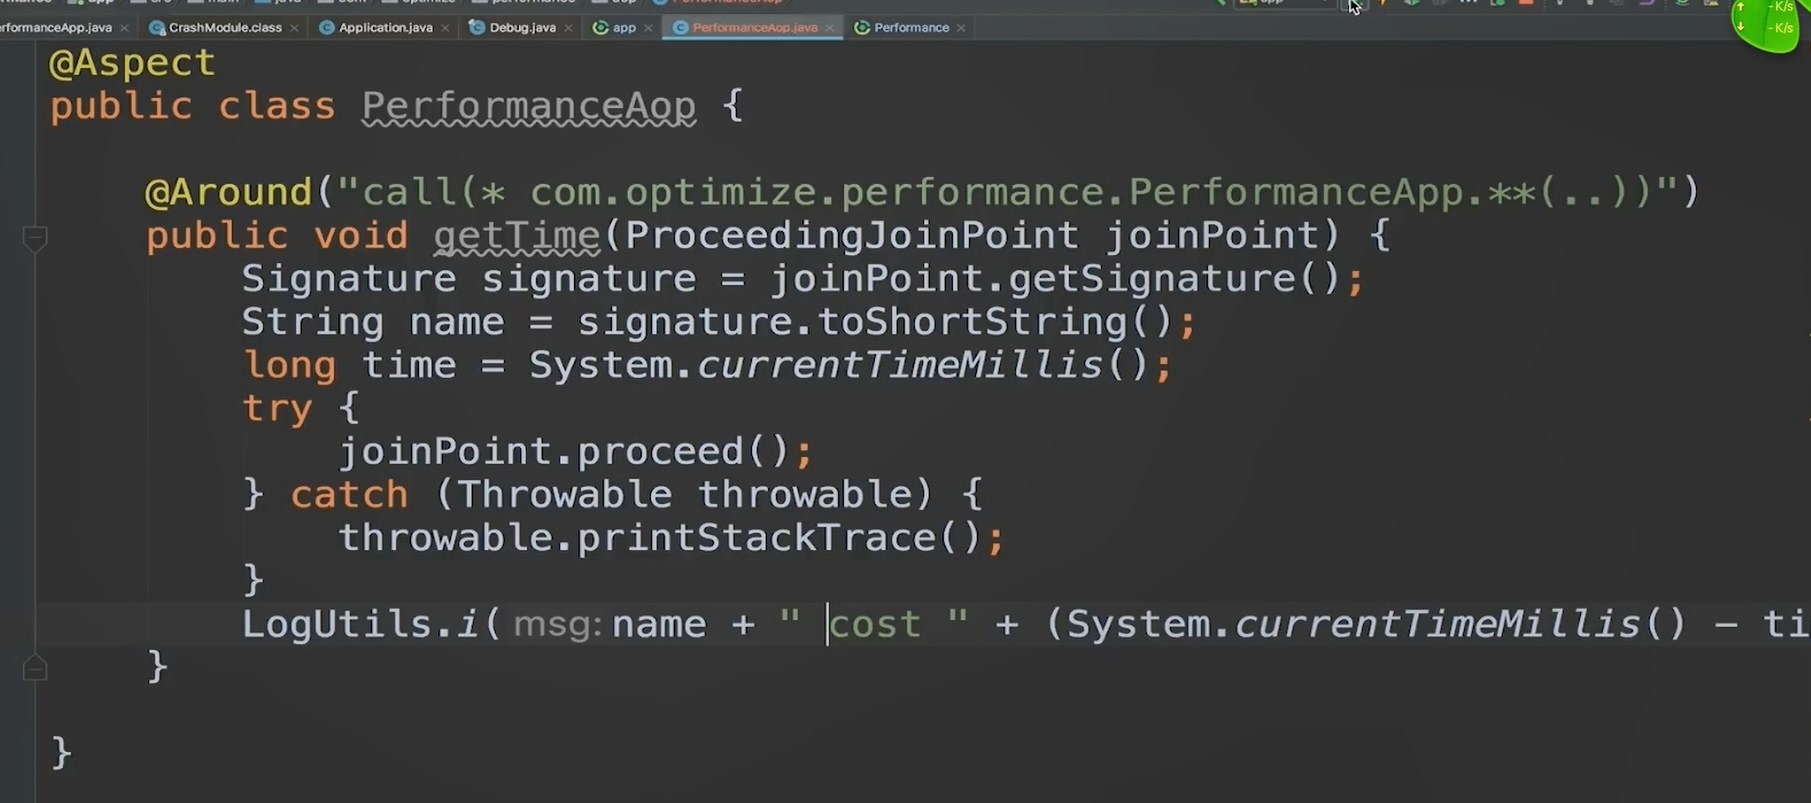 rformanceApp.java CrashModule.class Application.java Debug.java app PerformanceAop.java Performance
- K/s
- K/s
@Aspect
public class PerformanceAop {
@Around("call(* com.optimize.performance.PerformanceApp.**(..))")
public void getTime(ProceedingJoinPoint joinPoint) {
Signature signature = joinPoint.getSignature();
String name = signature.toShortString();
long time = System.currentTimeMillis();
try {
joinPoint.proceed();
} catch (Throwable throwable) {
throwable.printStackTrace();
}
LogUtils.i( msg: name + " cost " + (System.currentTimeMillis() - ti
}
}